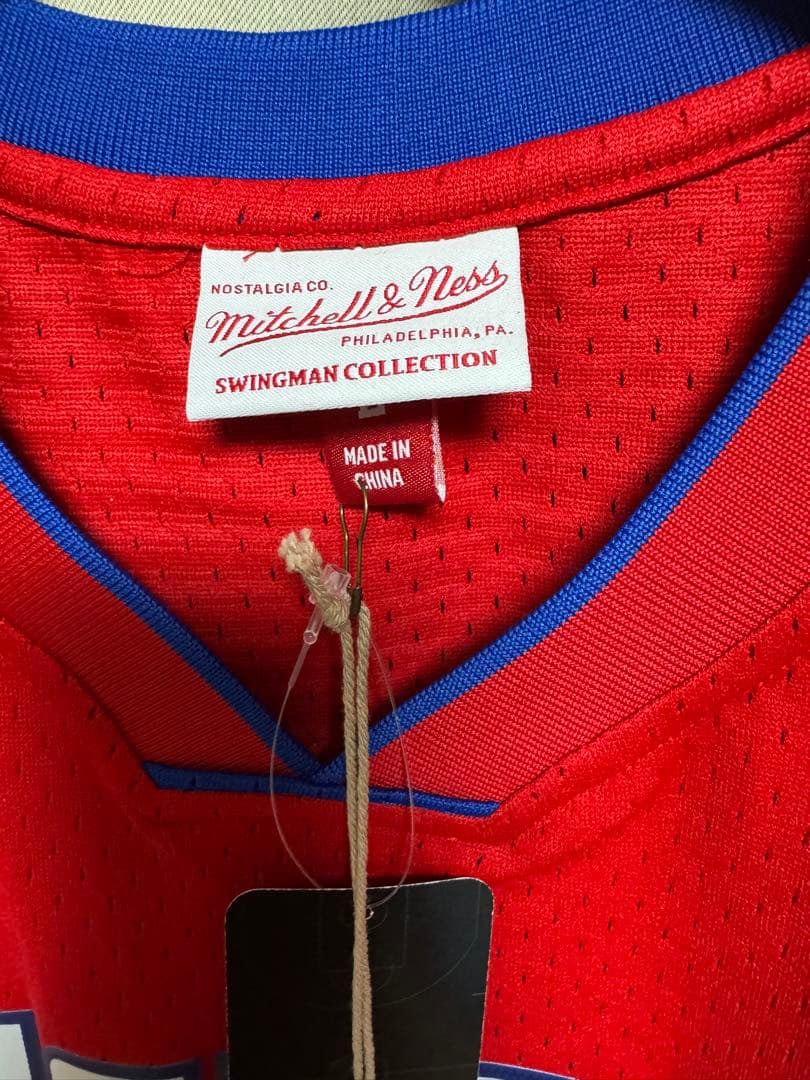 NOSTALGIA CO.
Mitchell & Ness
PHILADELPHIA, PA.
SWINGMAN COLLECTION
MADE IN
CHINA